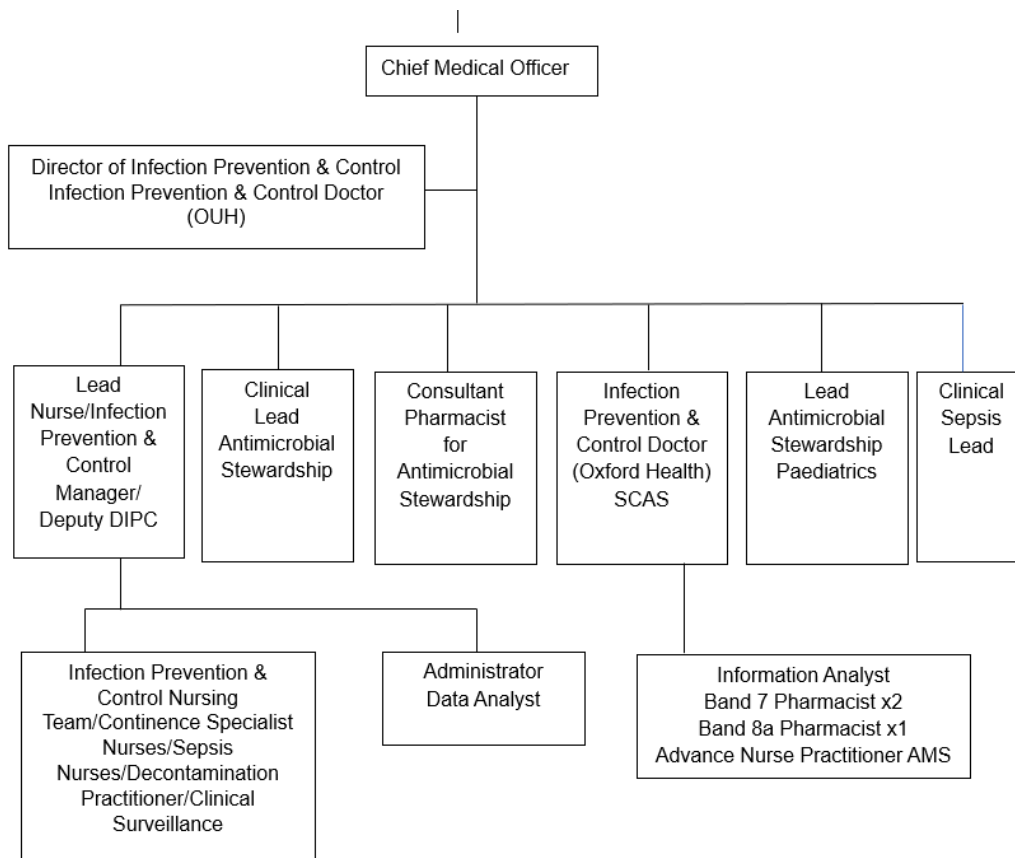 Chief Medical Officer
Director of Infection Prevention & Control
Infection Prevention & Control Doctor
(OUH)
Lead
Nurse/Infection
Prevention &
Control
Manager/
Deputy DIPC
Clinical
Lead
Antimicrobial
Stewardship
Consultant
Pharmacist
for
Antimicrobial
Stewardship
Infection
Prevention &
Control Doctor
(Oxford Health)
SCAS
Lead
Antimicrobial
Stewardship
Paediatrics
Clinical
Sepsis
Lead
Infection Prevention &
Control Nursing
Team/Continence Specialist
Nurses/Sepsis
Nurses/Decontamination
Practitioner/Clinical
Surveillance
Administrator
Data Analyst
Information Analyst
Band 7 Pharmacist x2
Band 8a Pharmacist x1
Advance Nurse Practitioner AMS